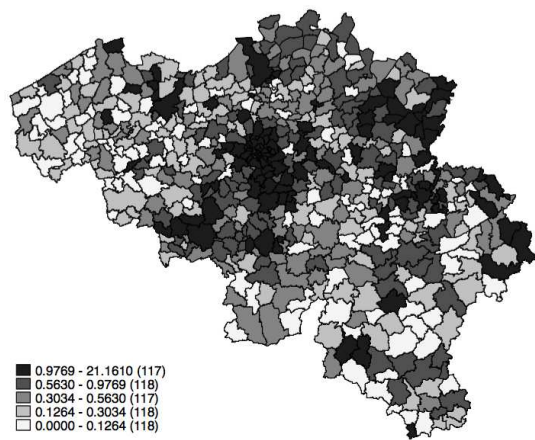 0.9769 - 21.1610 (117)
0.5630 - 0.9769 (118)
0.3034 - 0.5630 (117)
0.1264 - 0.3034 (118)
0.0000 - 0.1264 (118)